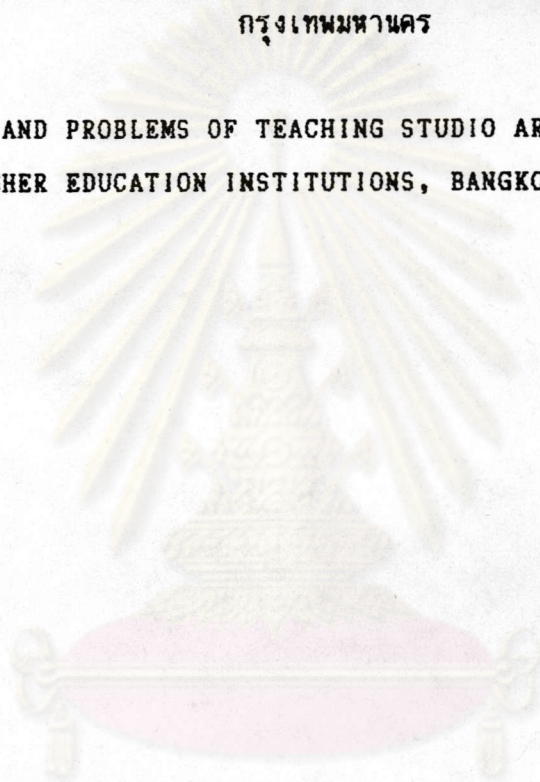 กรุงเทพมหานคร
AND PROBLEMS OF TEACHING STUDIO AR
HER EDUCATION INSTITUTIONS, BANGKO